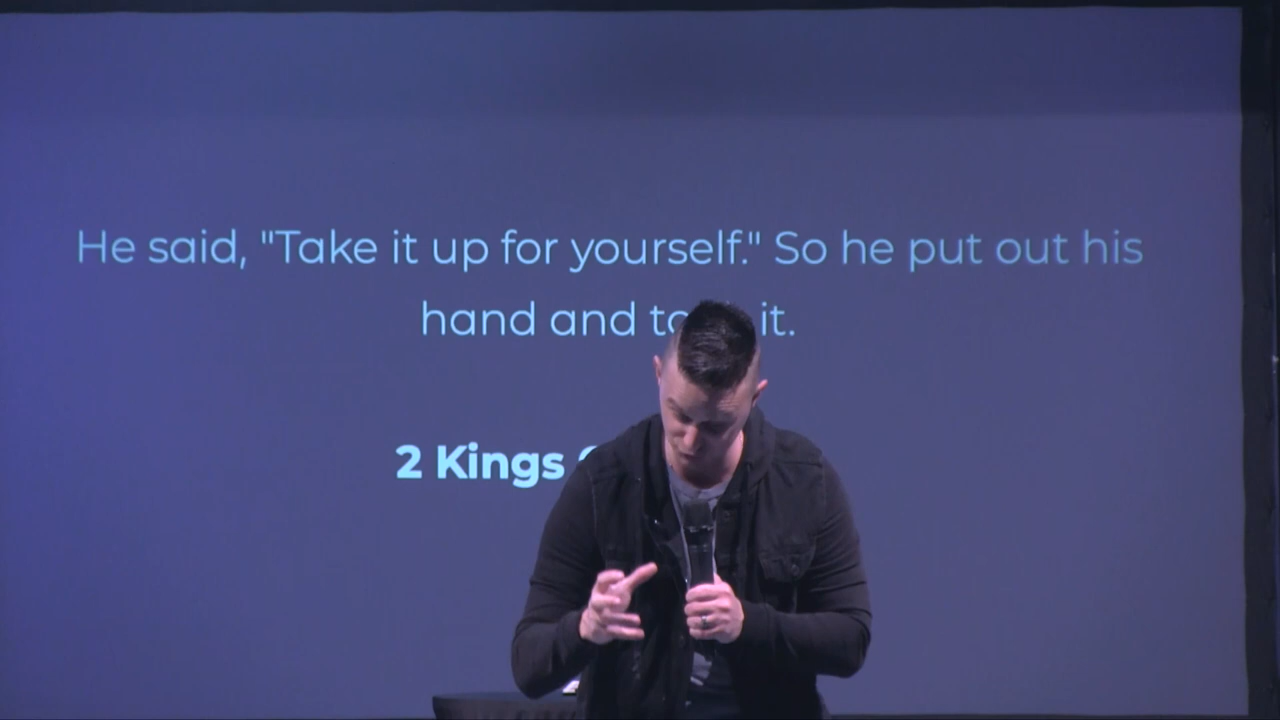 He said, "Take it up for yourself." So he put out his
hand and it.
2 Kings